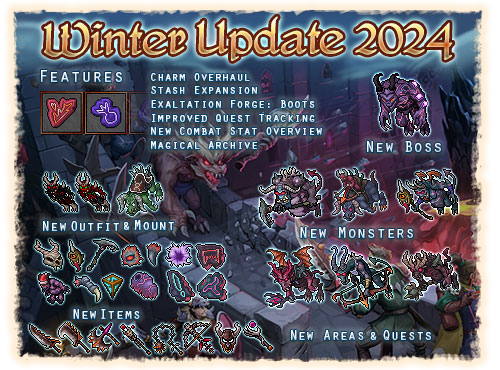 Winter Update 2024
Features
Charm Overhaul
Stash Expansion
Exaltation Forge: Boots
Improved Quest Tracking
New Combat Stat Overview
Magical Archive
New Boss
New Outfit & Mount
New Monsters
New Items
New Areas & Quests